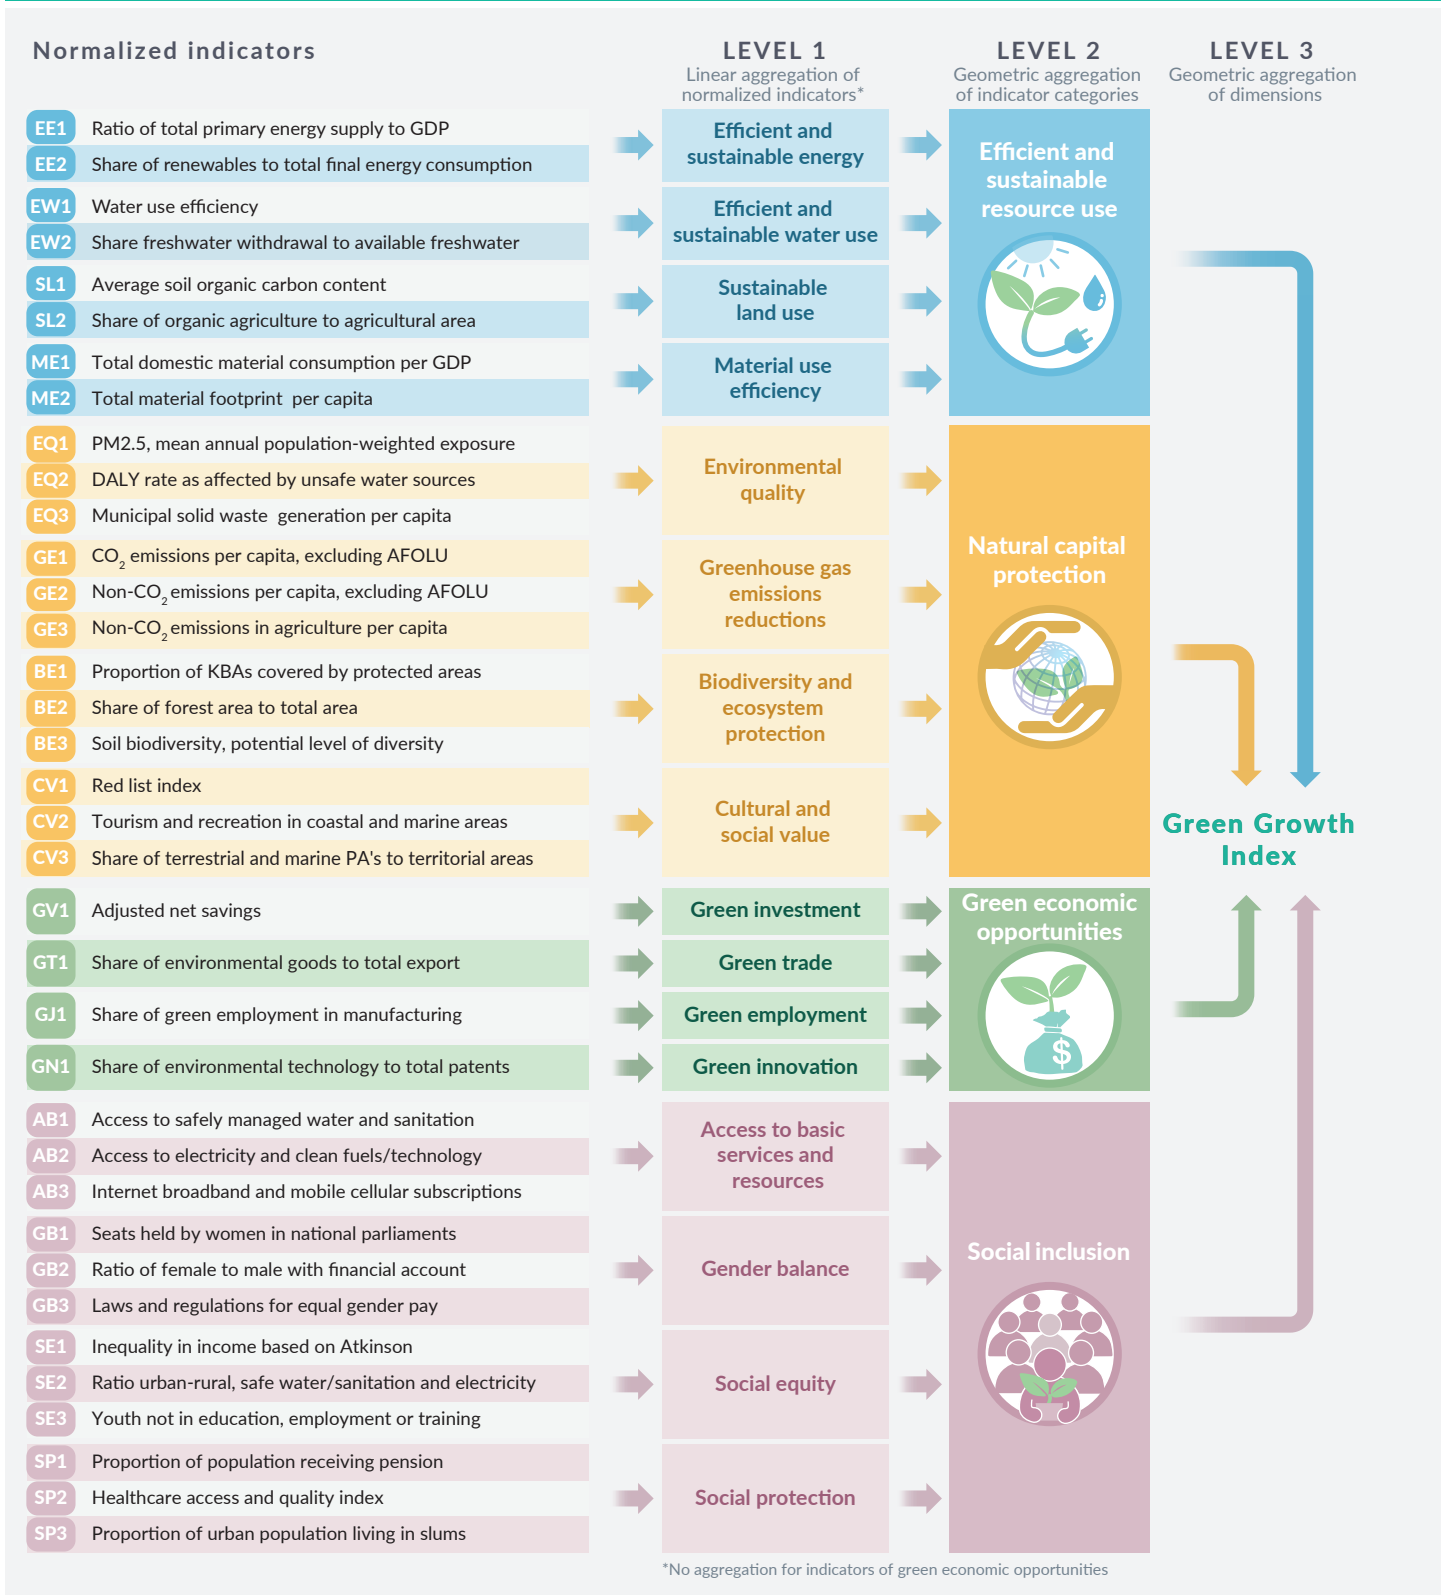 Normalized indicators
LEVEL 1
Linear aggregation of
normalized indicators*
LEVEL 2
Geometric aggregation
of indicator categories
LEVEL 3
Geometric aggregation
of dimensions
EE1 Ratio of total primary energy supply to GDP
EE2 Share of renewables to total final energy consumption
Efficient and
sustainable energy
EW1 Water use efficiency
EW2 Share freshwater withdrawal to available freshwater
Efficient and
sustainable water use
SL1 Average soil organic carbon content
SL2 Share of organic agriculture to agricultural area
Sustainable
land use
ME1 Total domestic material consumption per GDP
ME2 Total material footprint per capita
Material use
efficiency
Efficient and
sustainable
resource use
EQ1 PM2.5, mean annual population-weighted exposure
EQ2 DALY rate as affected by unsafe water sources
EQ3 Municipal solid waste generation per capita
Environmental
quality
GE1 CO2 emissions per capita, excluding AFOLU
GE2 Non-CO2 emissions per capita, excluding AFOLU
GE3 Non-CO2 emissions in agriculture per capita
Greenhouse gas
emissions
reductions
BE1 Proportion of KBAs covered by protected areas
BE2 Share of forest area to total area
BE3 Soil biodiversity, potential level of diversity
Biodiversity and
ecosystem
protection
CV1 Red list index
CV2 Tourism and recreation in coastal and marine areas
CV3 Share of terrestrial and marine PA's to territorial areas
Cultural and
social value
Natural capital
protection
Green Growth
Index
GV1 Adjusted net savings
Green investment
GT1 Share of environmental goods to total export
Green trade
GJ1 Share of green employment in manufacturing
Green employment
GN1 Share of environmental technology to total patents
Green innovation
Green economic
opportunities
$
AB1 Access to safely managed water and sanitation
AB2 Access to electricity and clean fuels/technology
AB3 Internet broadband and mobile cellular subscriptions
Access to basic
services and
resources
GB1 Seats held by women in national parliaments
GB2 Ratio of female to male with financial account
GB3 Laws and regulations for equal gender pay
Gender balance
SE1 Inequality in income based on Atkinson
SE2 Ratio urban-rural, safe water/sanitation and electricity
SE3 Youth not in education, employment or training
Social equity
SP1 Proportion of population receiving pension
SP2 Healthcare access and quality index
SP3 Proportion of urban population living in slums
Social protection
Social inclusion
*No aggregation for indicators of green economic opportunities